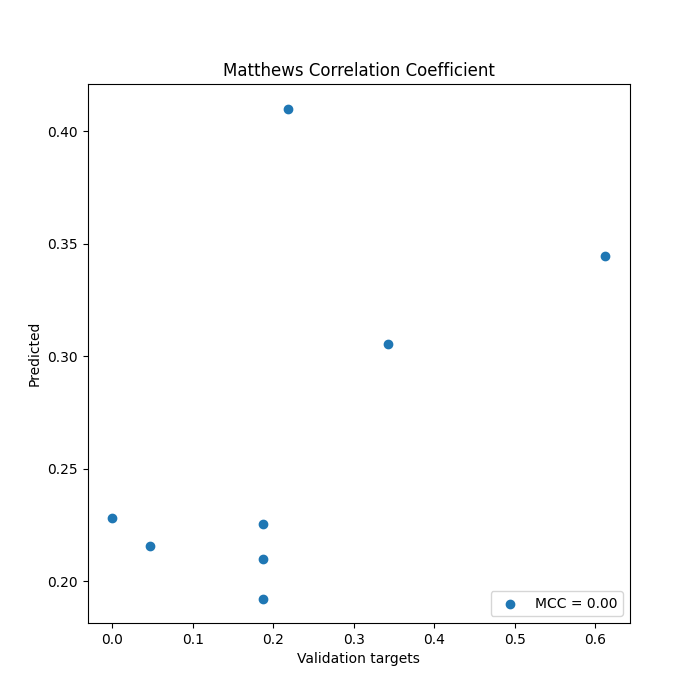 Matthews Correlation Coefficient
0.40
0.35
0.30
0.25
0.20
Predicted
MCC = 0.00
0.0 0.1 0.2 0.3 0.4 0.5 0.6
Validation targets